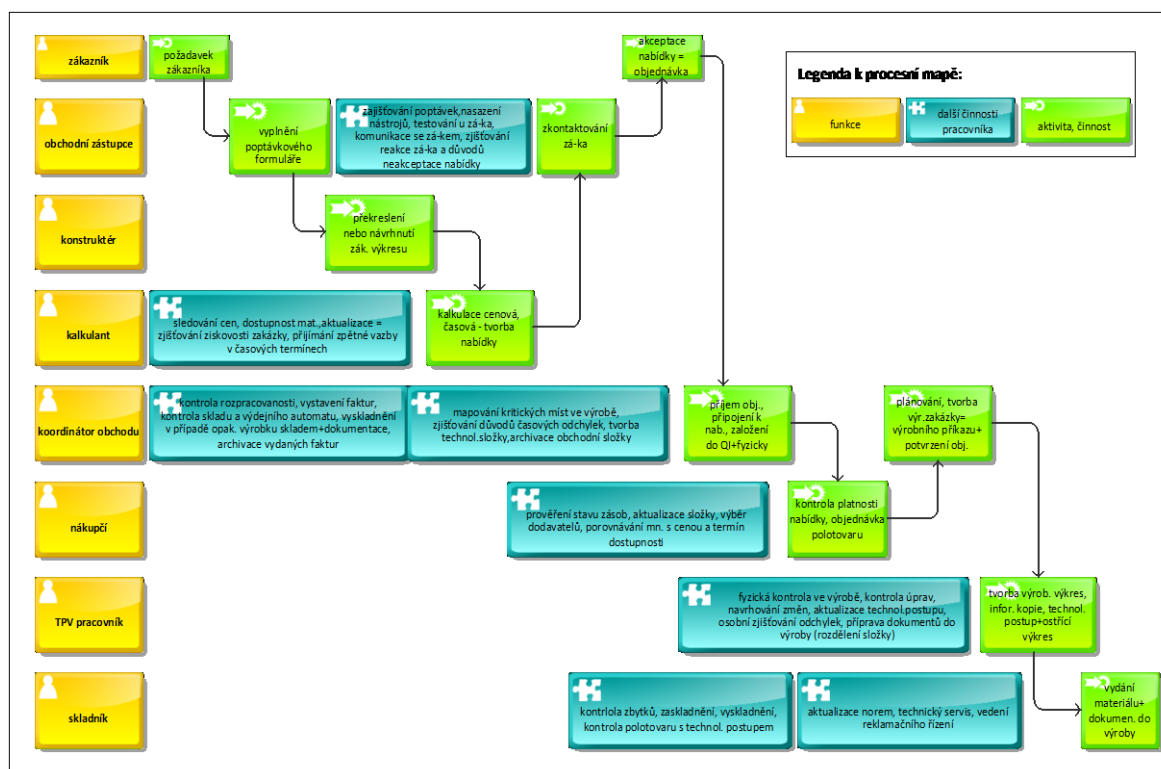 zákazník
požadavek
zákazníka
akceptace
nabídky =
objednávka
Legenda k procesní mapě:
funkce
další činnosti
pracovníka
aktivita, činnost
obchodní zástupce
vyplnění
poptávkového
formuláře
zajišťování poptávek,nasazení
nástrojů, testování u zá-ka,
komunikace se zá-kem, zjišťování
reakce zá-ka a důvodů
neakceptace nabídky
zkontaktování
zá-ka
konstruktér
překreslení
nebo návrhnutí
zák. výkresu
kalkulant
sledování cen, dostupnost mat.,aktualizace =
zjišťování ziskovosti zakázky, přijímání zpětné vazby
v časových termínech
kalkulace cenová,
časová - tvorba
nabídky
koordinátor obchodu
kontrola rozpracovanosti, vystavení faktur,
kontrola skladu a výdejního automatu, vyskladnění
v případě opak. výrobku skladem+dokumentace,
archivace vydaných faktur
mapování kritických míst ve výrobě,
zjišťování důvodů časových odchylek, tvorba
technol.složky,archivace obchodní složky
příjem obj.,
připojení k
nab., založení
do QI+fyzicky
plánování, tvorba
výr.zakázky=
výrobního příkazu+
potvrzení obj.
nákupčí
prověření stavu zásob, aktualizace složky, výběr
dodavatelů, porovnávání mn. s cenou a termín
dostupnosti
kontrola platnosti
nabídky, objednávka
polotovaru
TPV pracovník
fyzická kontrola ve výrobě, kontrola úprav,
navrhování změn, aktualizace technol.postupu,
osobní zjišťování odchylek, příprava dokumentů do
výroby (rozdělení složky)
tvorba výrob. výkres,
infor. kopie, technol.
postup+ostřící
výkres
skladník
kontrlola zbytků, zaskladnění, vyskladnění,
kontrola polotovaru s technol. postupem
aktualizace norem, technický servis, vedení
reklamačního řízení
vydání
materiálu+
dokumen. do
výroby